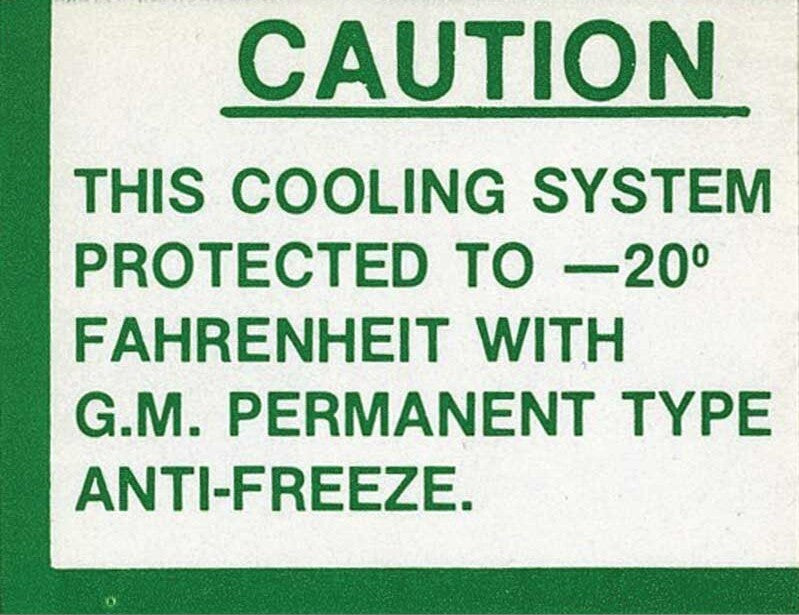 CAUTION
THIS COOLING SYSTEM
PROTECTED TO —20⁰
FAHRENHEIT WITH
G.M. PERMANENT TYPE
ANTI-FREEZE.